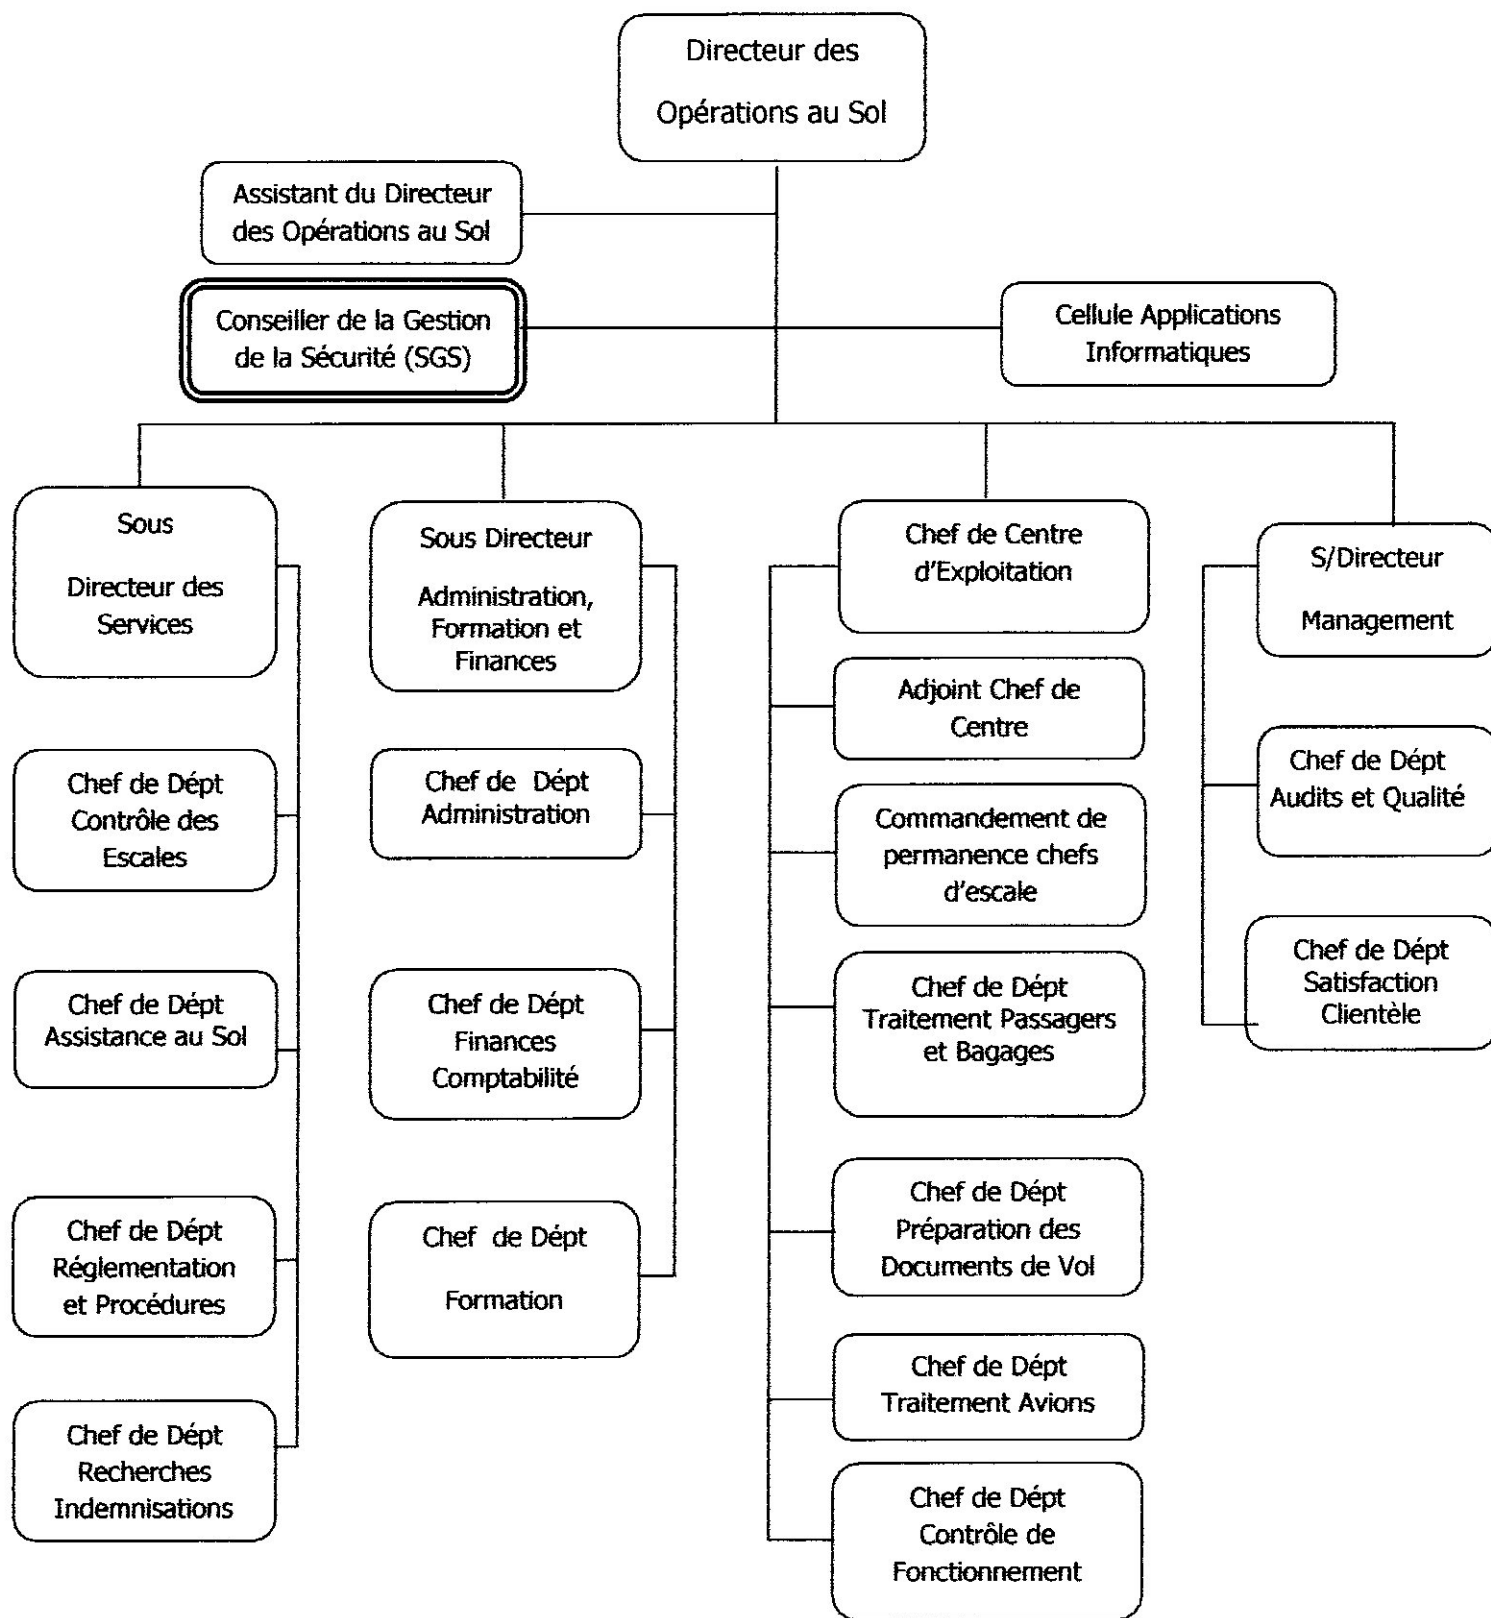 Directeur des
Opérations au Sol
Assistant du Directeur
des Opérations au Sol
Conseiller de la Gestion
de la Sécurité (SGS)
Cellule Applications
Informatiques
Sous
Directeur des
Services
Chef de Dépt
Contrôle des
Escales
Chef de Dépt
Assistance au Sol
Chef de Dépt
Réglementation
et Procédures
Chef de Dépt
Recherches
Indemnisations
Sous Directeur
Administration,
Formation et
Finances
Chef de Dépt
Administration
Chef de Dépt
Finances
Comptabilité
Chef de Dépt
Formation
Chef de Centre
d'Exploitation
Adjoint Chef de
Centre
Commandement de
permanence chefs
d'escale
Chef de Dépt
Traitement Passagers
et Bagages
Chef de Dépt
Préparation des
Documents de Vol
Chef de Dépt
Traitement Avions
Chef de Dépt
Contrôle de
Fonctionnement
S/Directeur
Management
Chef de Dépt
Audits et Qualité
Chef de Dépt
Satisfaction
Clientèle